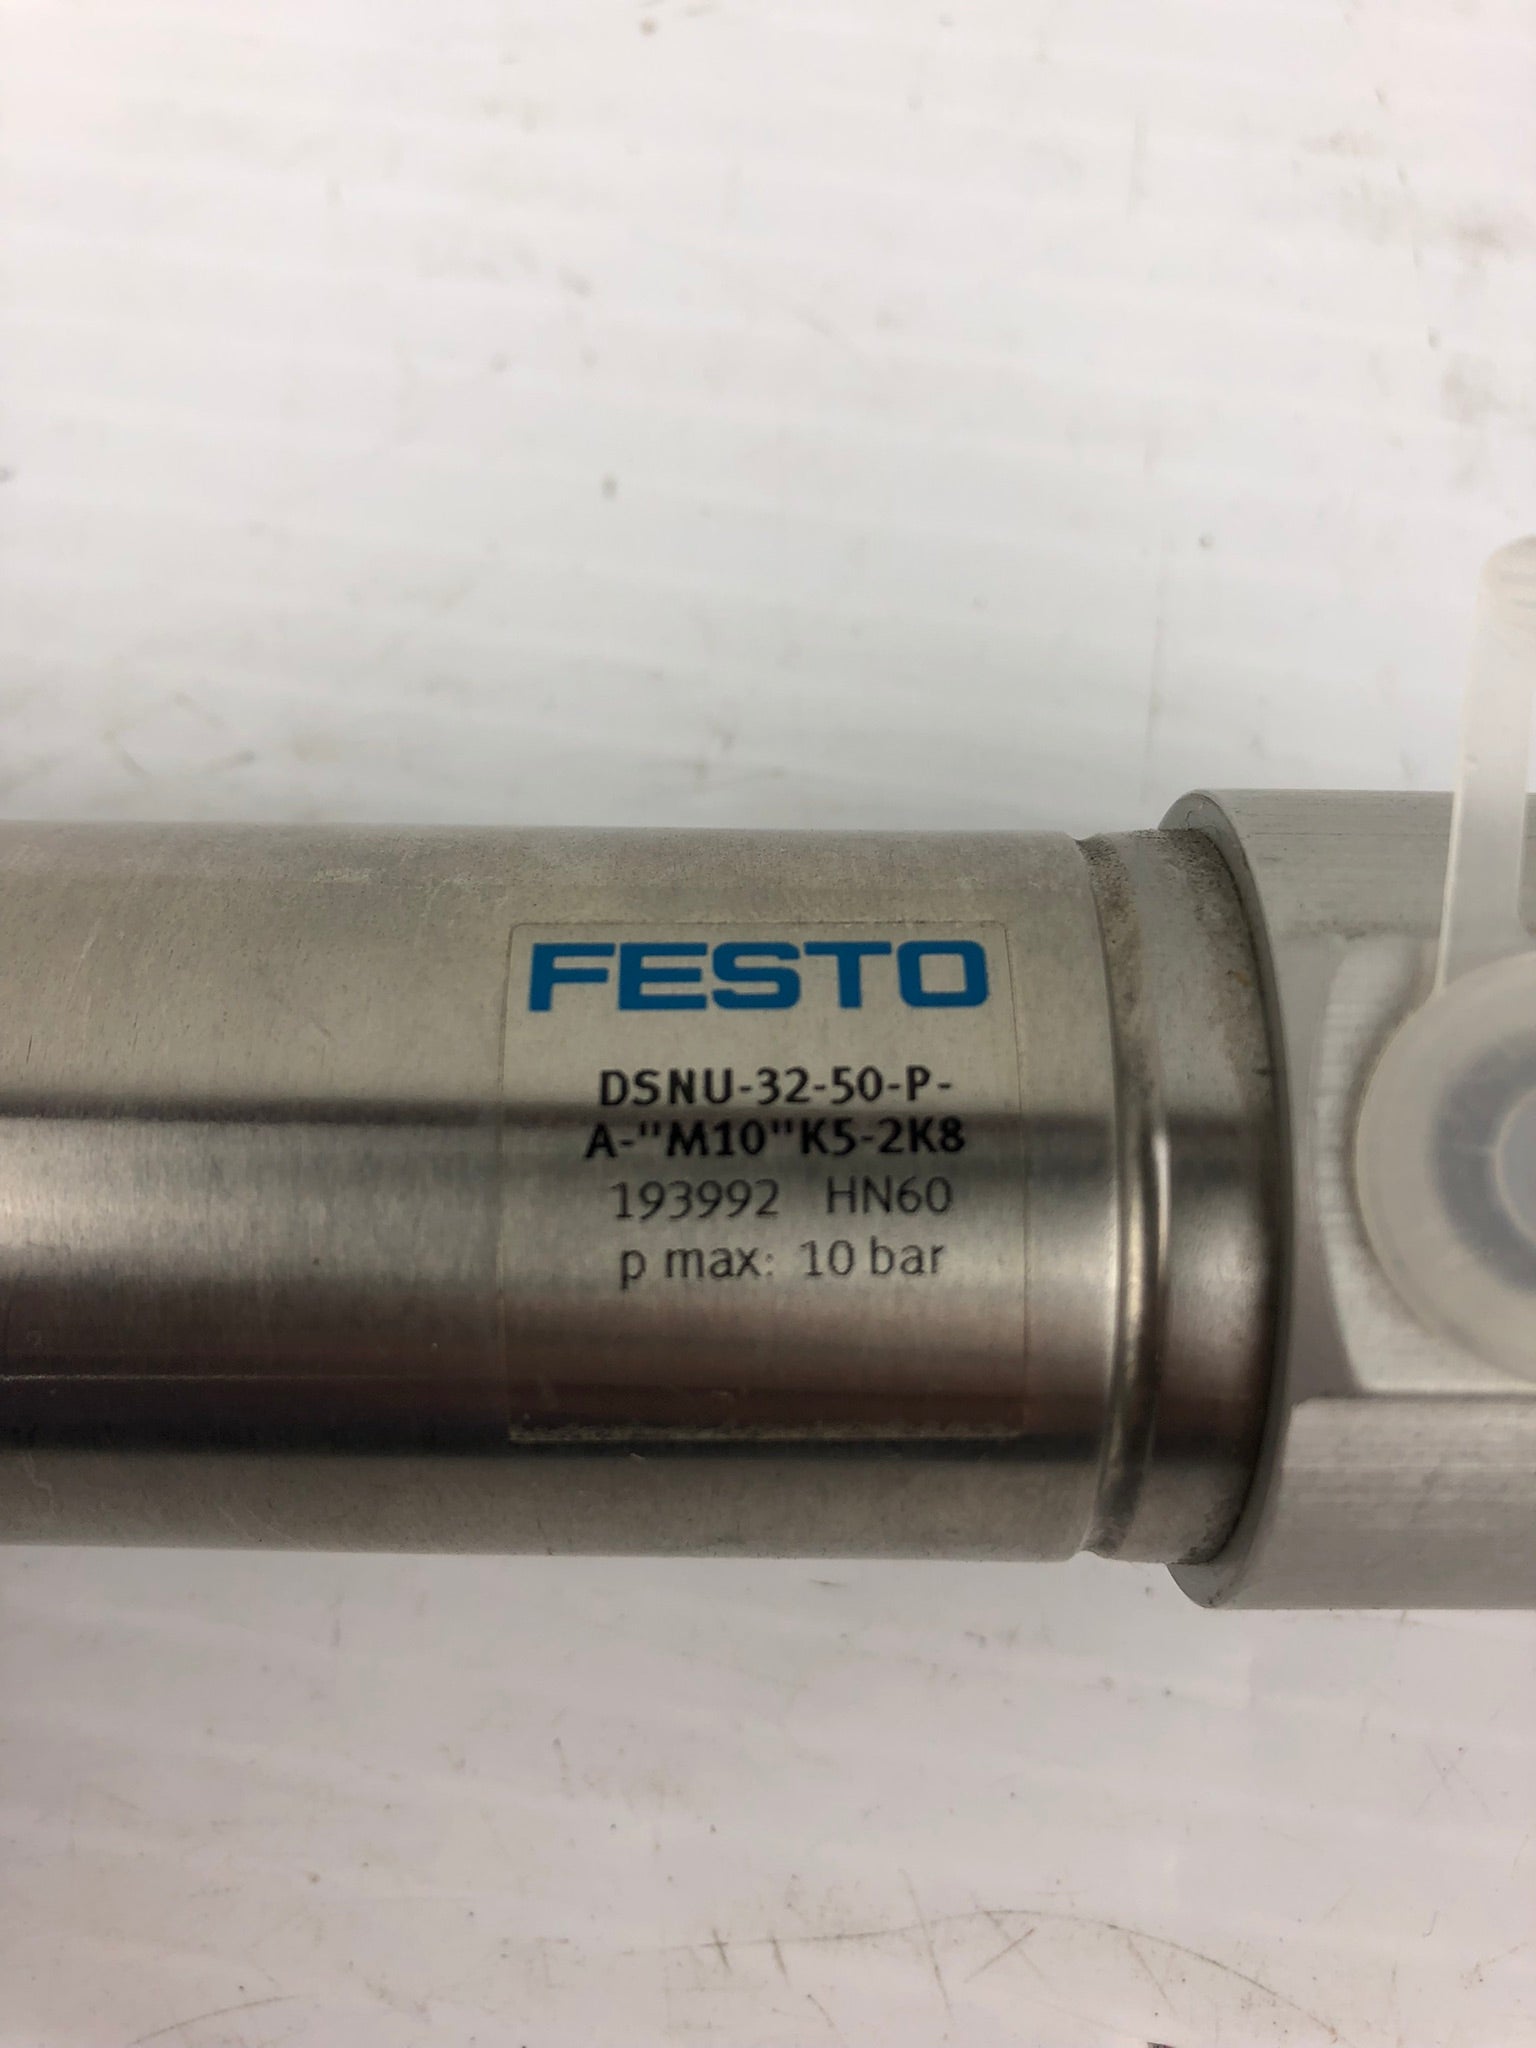 FESTO
DSNU-32-50-P-
A-"M10"K5-2K8
193992 HN60
p max: 10 bar